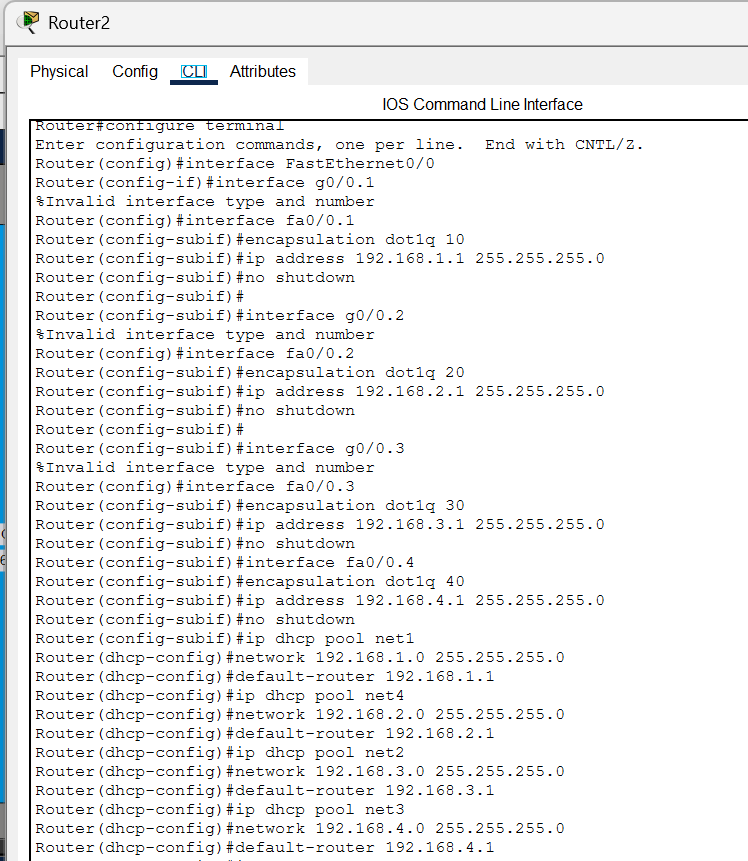 Router2
Physical Config CLI Attributes
IOS Command Line Interface
Router#configure terminal
Enter configuration commands, one per line.  End with CNTL/Z.
Router(config)#interface FastEthernet0/0
Router(config-if)#interface g0/0.1
%Invalid interface type and number
Router(config)#interface fa0/0.1
Router(config-subif)#encapsulation dot1q 10
Router(config-subif)#ip address 192.168.1.1 255.255.255.0
Router(config-subif)#no shutdown
Router(config-subif)#
Router(config-subif)#interface g0/0.2
%Invalid interface type and number
Router(config)#interface fa0/0.2
Router(config-subif)#encapsulation dot1q 20
Router(config-subif)#ip address 192.168.2.1 255.255.255.0
Router(config-subif)#no shutdown
Router(config-subif)#
Router(config-subif)#interface g0/0.3
%Invalid interface type and number
Router(config)#interface fa0/0.3
Router(config-subif)#encapsulation dot1q 30
Router(config-subif)#ip address 192.168.3.1 255.255.255.0
Router(config-subif)#no shutdown
Router(config-subif)#interface fa0/0.4
Router(config-subif)#encapsulation dot1q 40
Router(config-subif)#ip address 192.168.4.1 255.255.255.0
Router(config-subif)#no shutdown
Router(config-subif)#ip dhcp pool net1
Router(dhcp-config)#network 192.168.1.0 255.255.255.0
Router(dhcp-config)#default-router 192.168.1.1
Router(dhcp-config)#ip dhcp pool net4
Router(dhcp-config)#network 192.168.2.0 255.255.255.0
Router(dhcp-config)#default-router 192.168.2.1
Router(dhcp-config)#ip dhcp pool net2
Router(dhcp-config)#network 192.168.3.0 255.255.255.0
Router(dhcp-config)#default-router 192.168.3.1
Router(dhcp-config)#ip dhcp pool net3
Router(dhcp-config)#network 192.168.4.0 255.255.255.0
Router(dhcp-config)#default-router 192.168.4.1